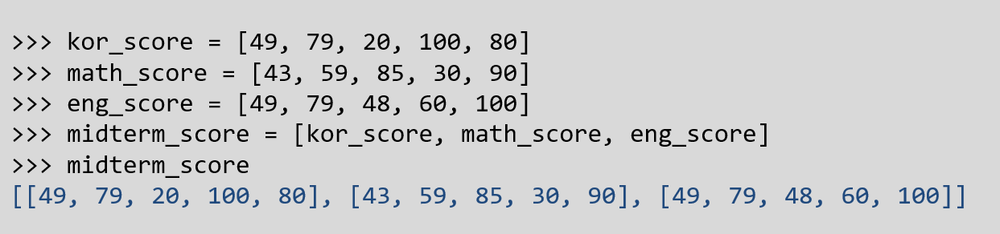 >>> kor_score = [49, 79, 20, 100, 80]
>>> math_score = [43, 59, 85, 30, 90]
>>> eng_score = [49, 79, 48, 60, 100]
>>> midterm_score = [kor_score, math_score, eng_score]
>>> midterm_score
[[49, 79, 20, 100, 80], [43, 59, 85, 30, 90], [49, 79, 48, 60, 100]]